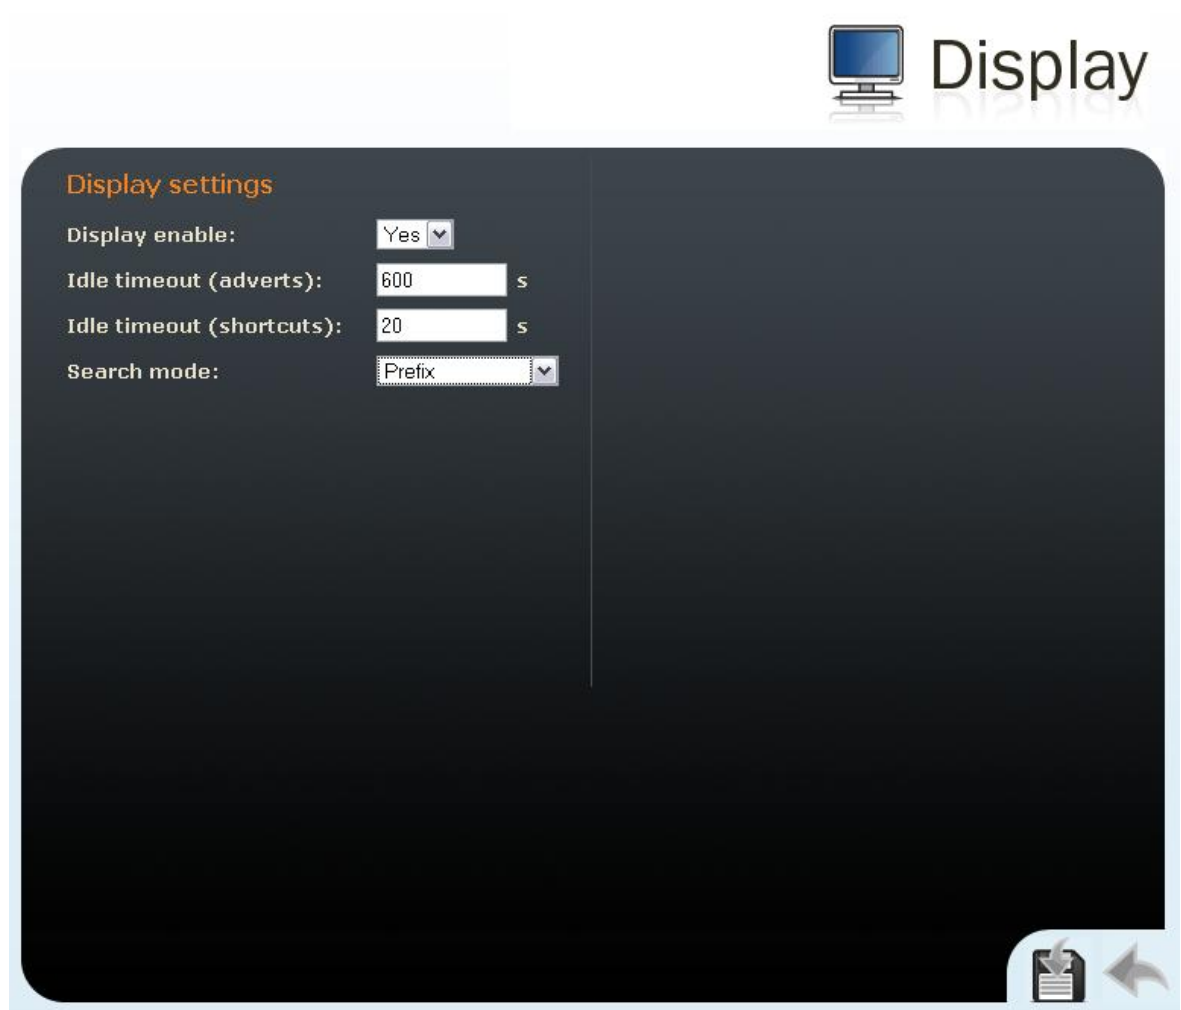 Display
Display settings
Display enable: Yes
Idle timeout (adverts): 600 s
Idle timeout (shortcuts): 20 s
Search mode: Prefix